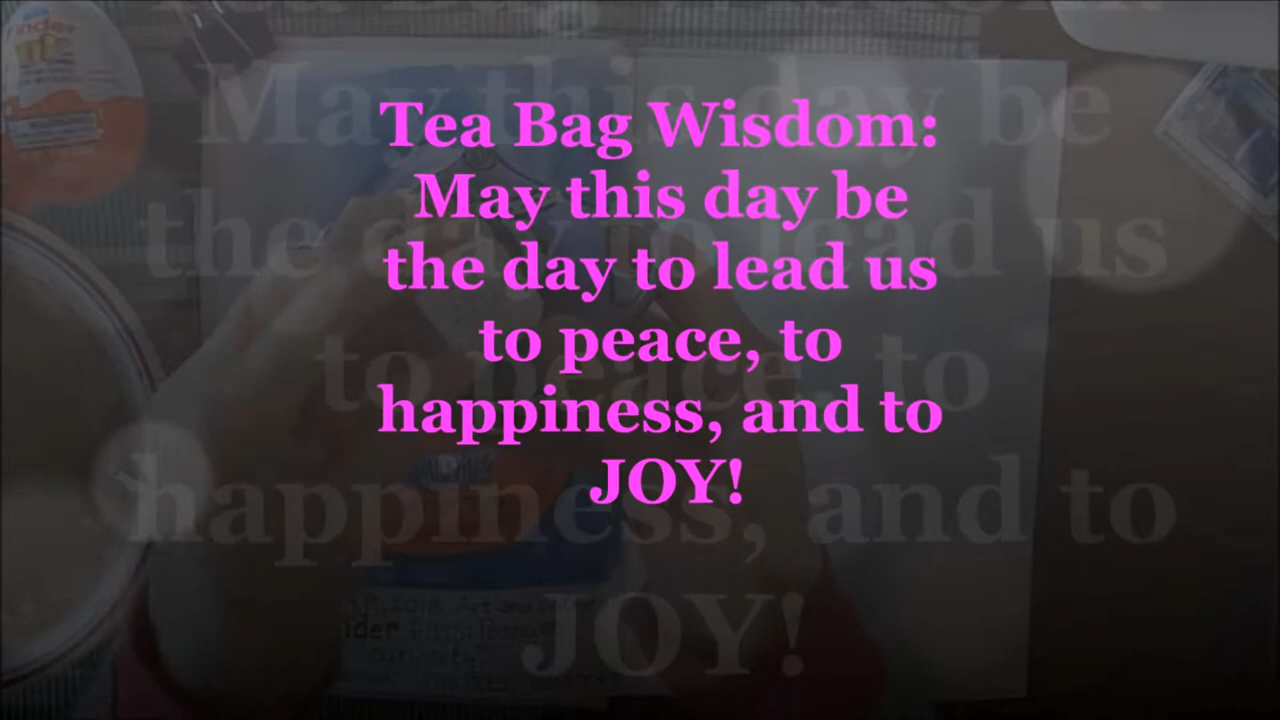 Tea Bag Wisdom:
May this day be
the day to lead us
to peace, to
happiness, and to
JOY!